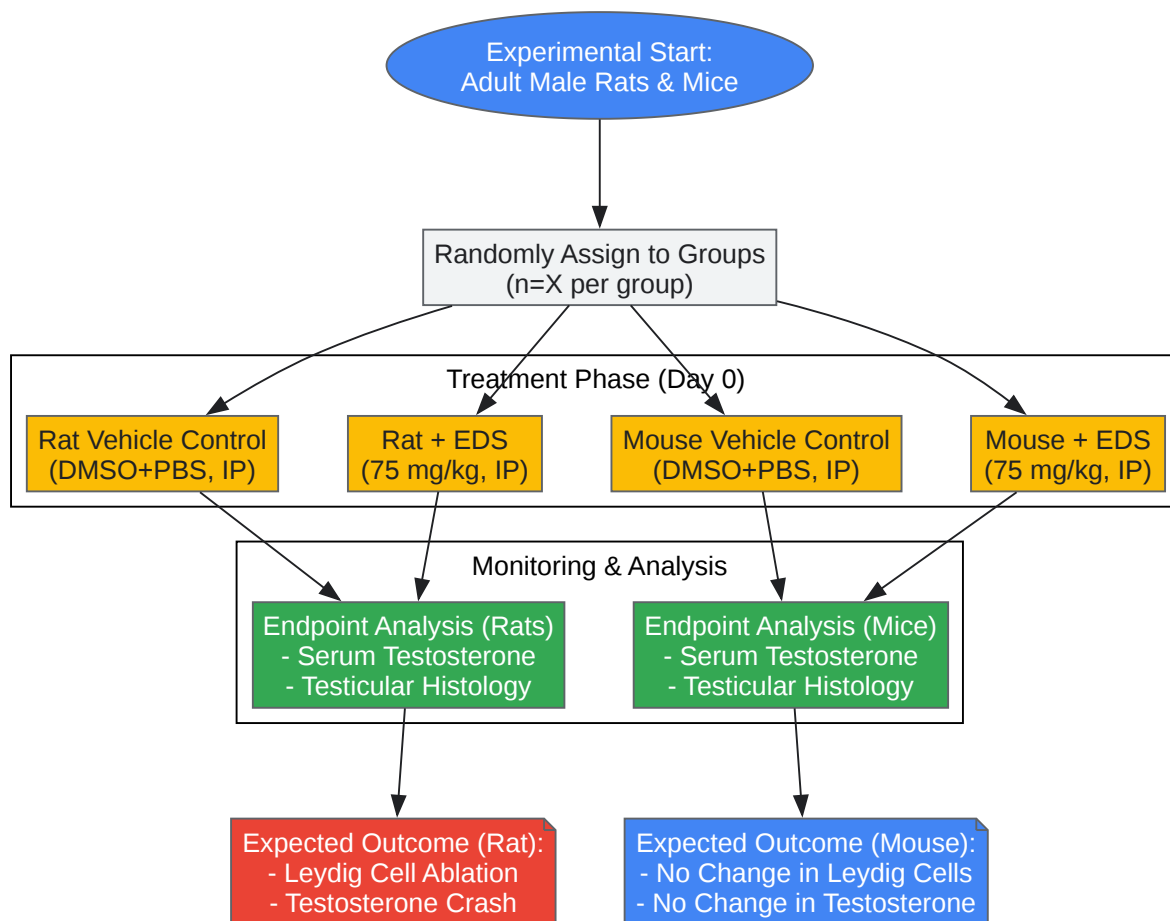 Experimental Start:
Adult Male Rats & Mice
Randomly Assign to Groups
(n=X per group)
Treatment Phase (Day 0)
Rat Vehicle Control
(DMSO+PBS, IP)
Rat + EDS
(75 mg/kg, IP)
Mouse Vehicle Control
(DMSO+PBS, IP)
Mouse + EDS
(75 mg/kg, IP)
Monitoring & Analysis
Endpoint Analysis (Rats)
- Serum Testosterone
- Testicular Histology
Endpoint Analysis (Mice)
- Serum Testosterone
- Testicular Histology
Expected Outcome (Rat):
- Leydig Cell Ablation
- Testosterone Crash
Expected Outcome (Mouse):
- No Change in Leydig Cells
- No Change in Testosterone